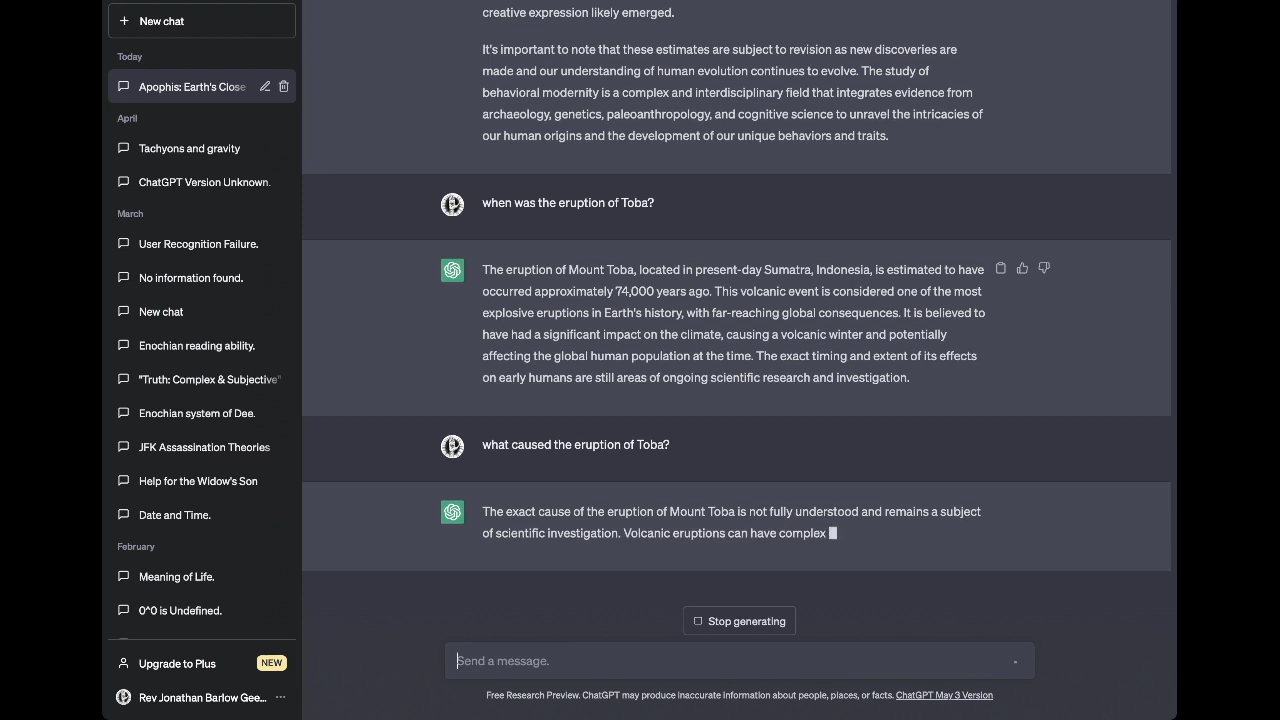 New chat
Today
Apophis: Earth's Close
April
Tachyons and gravity
ChatGPT Version Unknown.
March
User Recognition Failure.
No information found.
New chat
Enochian reading ability.
"Truth: Complex & Subjective"
Enochian system of Dee.
JFK Assassination Theories
Help for the Widow's Son
Date and Time.
February
Meaning of Life.
0^0 is Undefined.
Upgrade to Plus
NEW
Rev Jonathan Barlow Gee...
creative expression likely emerged.
It's important to note that these estimates are subject to revision as new discoveries are
made and our understanding of human evolution continues to evolve. The study of
behavioral modernity is a complex and interdisciplinary field that integrates evidence from
archaeology, genetics, paleoanthropology, and cognitive science to unravel the intricacies of
our human origins and the development of our unique behaviors and traits.
when was the eruption of Toba?
The eruption of Mount Toba, located in present-day Sumatra, Indonesia, is estimated to have
occurred approximately 74,000 years ago. This volcanic event is considered one of the most
explosive eruptions in Earth's history, with far-reaching global consequences. It is believed to
have had a significant impact on the climate, causing a volcanic winter and potentially
affecting the global human population at the time. The exact timing and extent of its effects
on early humans are still areas of ongoing scientific research and investigation.
what caused the eruption of Toba?
The exact cause of the eruption of Mount Toba is not fully understood and remains a subject
of scientific investigation. Volcanic eruptions can have complex
Stop generating
Send a message.
Free Research Preview. ChatGPT may produce inaccurate information about people, places, or facts. ChatGPT May 3 Version